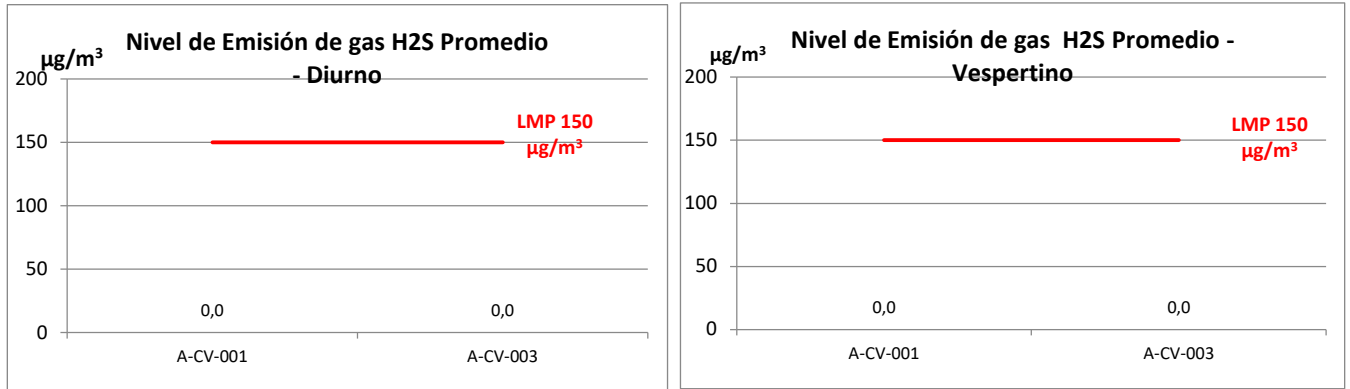 Nivel de Emisión de gas H2S Promedio
- Diurno
µg/m³
200
150
100
50
0
LMP 150
µg/m³
0,0
0,0
A-CV-001
A-CV-003
Nivel de Emisión de gas  H2S Promedio -
Vespertino
µg/m³
200
150
100
50
0
LMP 150
µg/m³
0,0
0,0
A-CV-001
A-CV-003